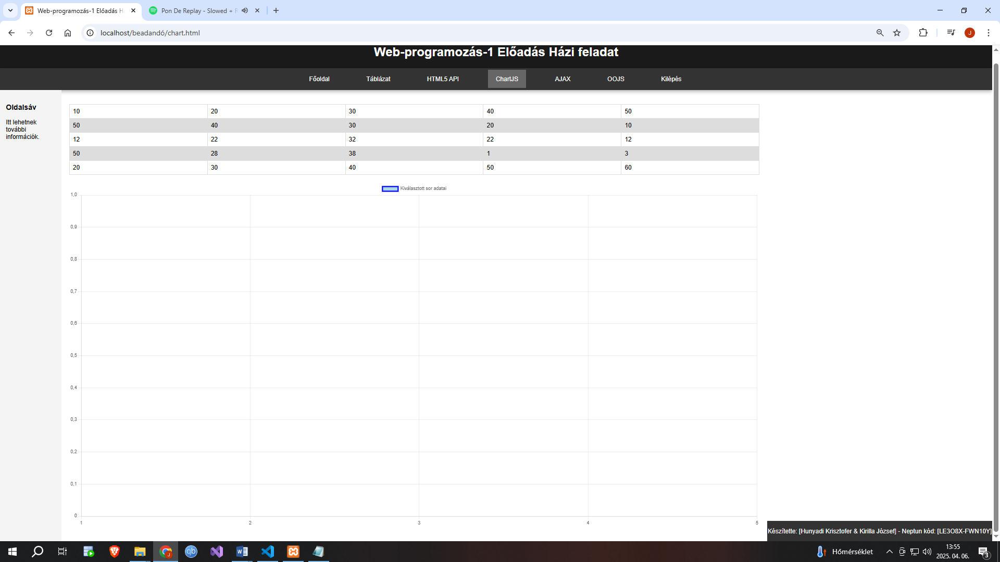 Web-programozás-1 Előadás H
Pon De Replay - Slowed + R
localhost/beadandó/chart.html
J
Web-programozás-1 Előadás Házi feladat
Főoldal Táblázat HTML5 API ChartJS AJAX OOJS Kilépés
Oldalsáv
Itt lehetnek
további
információk.
10 20 30 40 50
50 40 30 20 10
12 22 32 22 12
50 28 38 1 3
20 30 40 50 60
Kiválasztott sor adatai
1,0
0,9
0,8
0,7
0,6
0,5
0,4
0,3
0,2
0,1
0
1 2 3 4 5
Készítette: [Hunyadi Krisztofer & Kirilla József] - Neptun kód: [LE3O8X-FWN10Y]
J
qb
Hőmérséklet
13:55
2025. 04. 06.
3